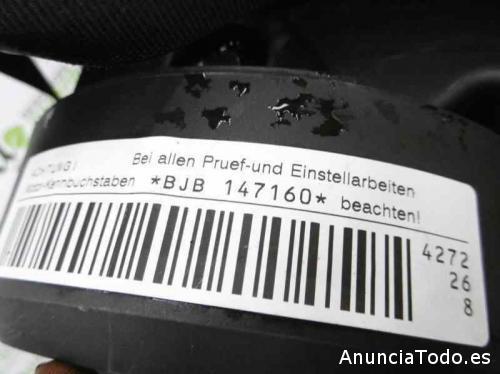 ACHTUNG! Bei allen Pruef-und Einstellarbeiten
Motor-Kennbuchstaben *BJB 147160* beachten!
4272
26
8
AnunciaTodo.es